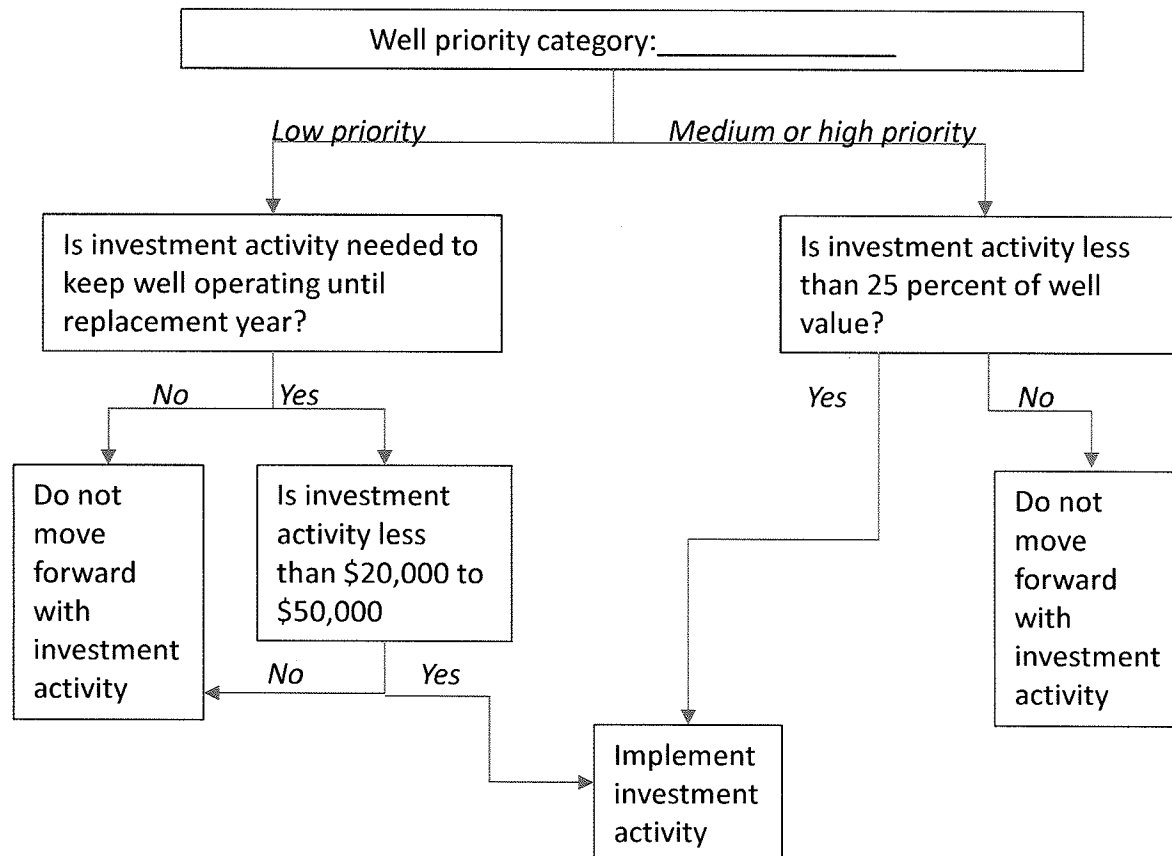 Well priority category:_________________
Low priority
Medium or high priority
Is investment activity needed to
keep well operating until
replacement year?
Is investment activity less
than 25 percent of well
value?
No
Yes
Yes
No
Do not
move
forward
with
investment
activity
Is investment
activity less
than $20,000 to
$50,000
Do not
move
forward
with
investment
activity
No
Yes
Implement
investment
activity